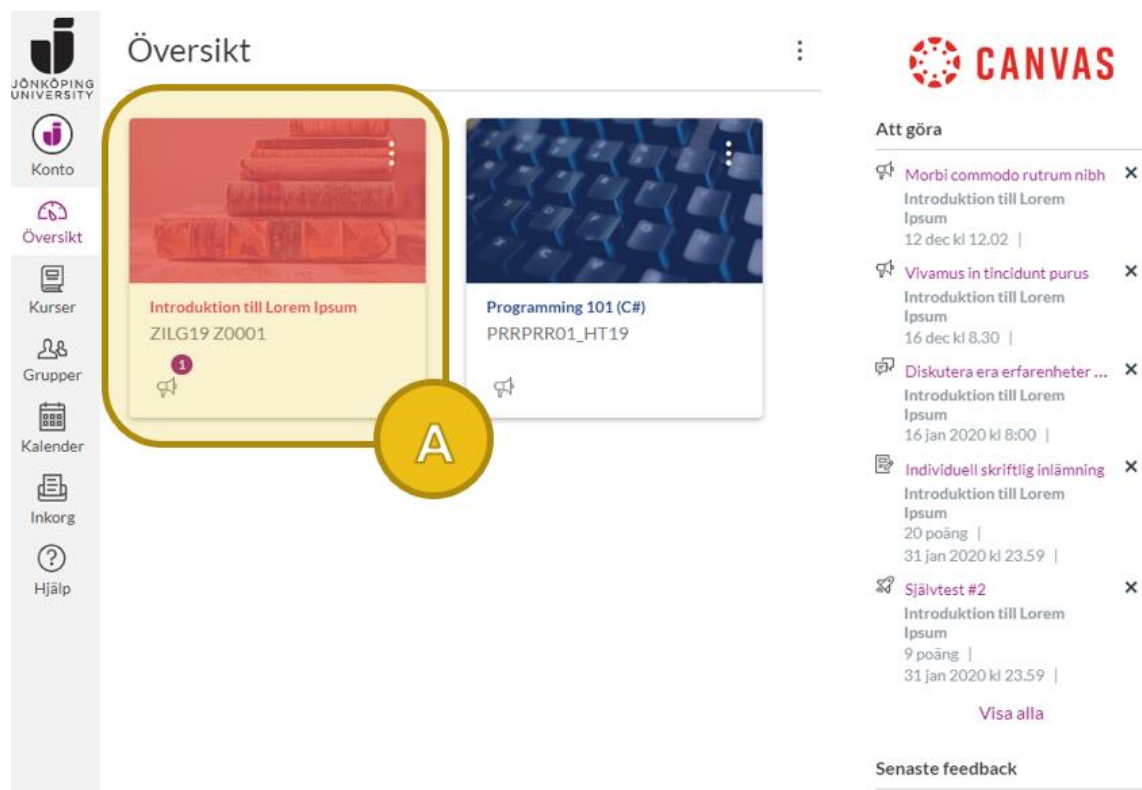 JÖNKÖPING
UNIVERSITY
Konto
Översikt
Kurser
Grupper
Kalender
Inkorg
Hjälp
Översikt
Introduktion till Lorem Ipsum
ZILG19 Z0001
1
A
Programming 101 (C#)
PRRPRR01_HT19
CANVAS
Att göra
Morbi commodo rutrum nibh
Introduktion till Lorem
Ipsum
12 dec kl 12.02 |
Vivamus in tincidunt purus
Introduktion till Lorem
Ipsum
16 dec kl 8.30 |
Diskutera era erfarenheter ...
Introduktion till Lorem
Ipsum
16 jan 2020 kl 8:00 |
Individuell skriftlig inlämning
Introduktion till Lorem
Ipsum
20 poäng |
31 jan 2020 kl 23.59 |
Självtest #2
Introduktion till Lorem
Ipsum
9 poäng |
31 jan 2020 kl 23.59 |
Visa alla
Senaste feedback